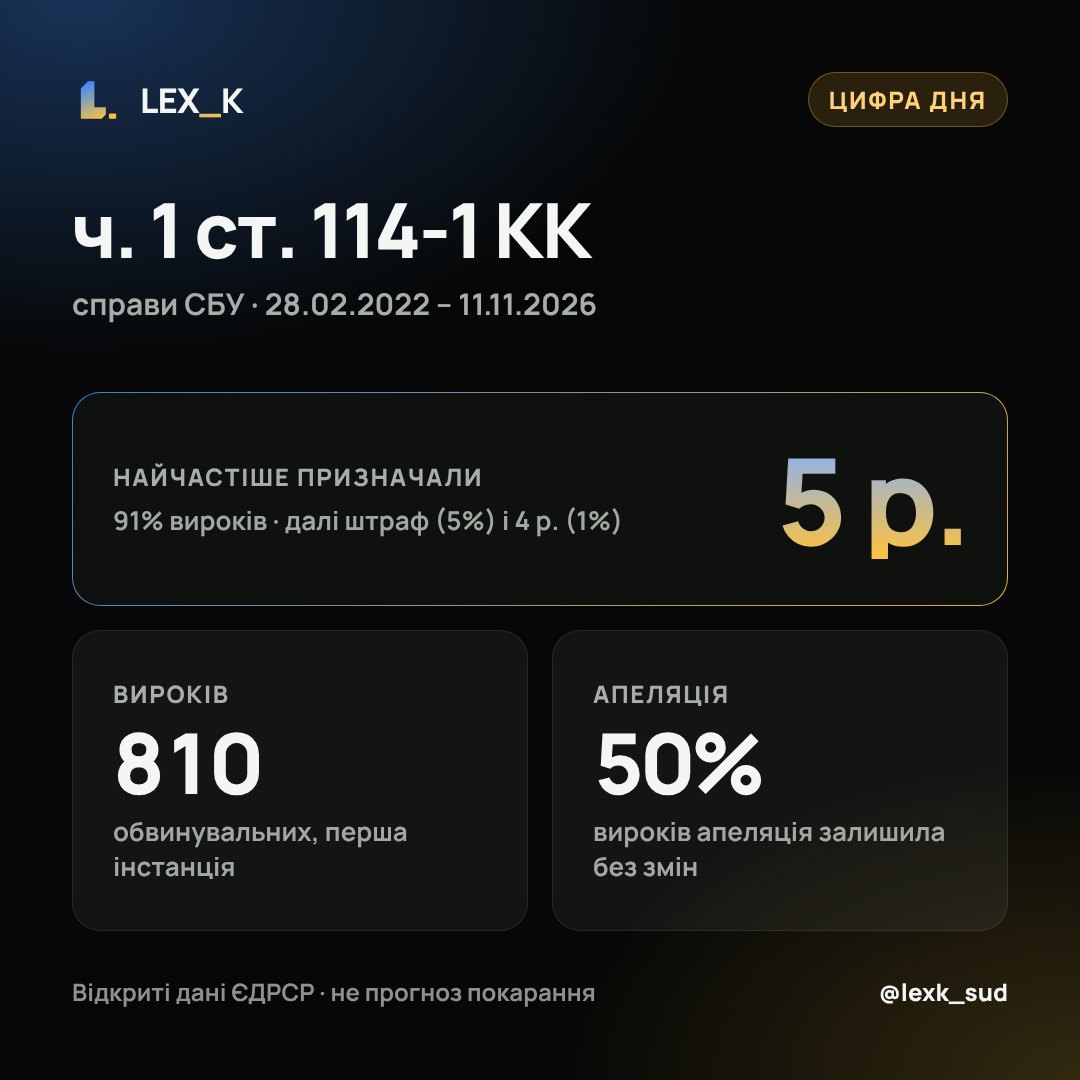 LEX_K
ЦИФРА ДНЯ
ч. 1 ст. 114-1 КК
справи СБУ · 28.02.2022 – 11.11.2026
НАЙЧАСТІШЕ ПРИЗНАЧАЛИ
91% вироків · далі штраф (5%) і 4 р. (1%)
5 р.
ВИРОКІВ
810
обвинувальних, перша
інстанція
АПЕЛЯЦІЯ
50%
вироків апеляція залишила
без змін
Відкриті дані ЄДРСР · не прогноз покарання
@lexk_sud